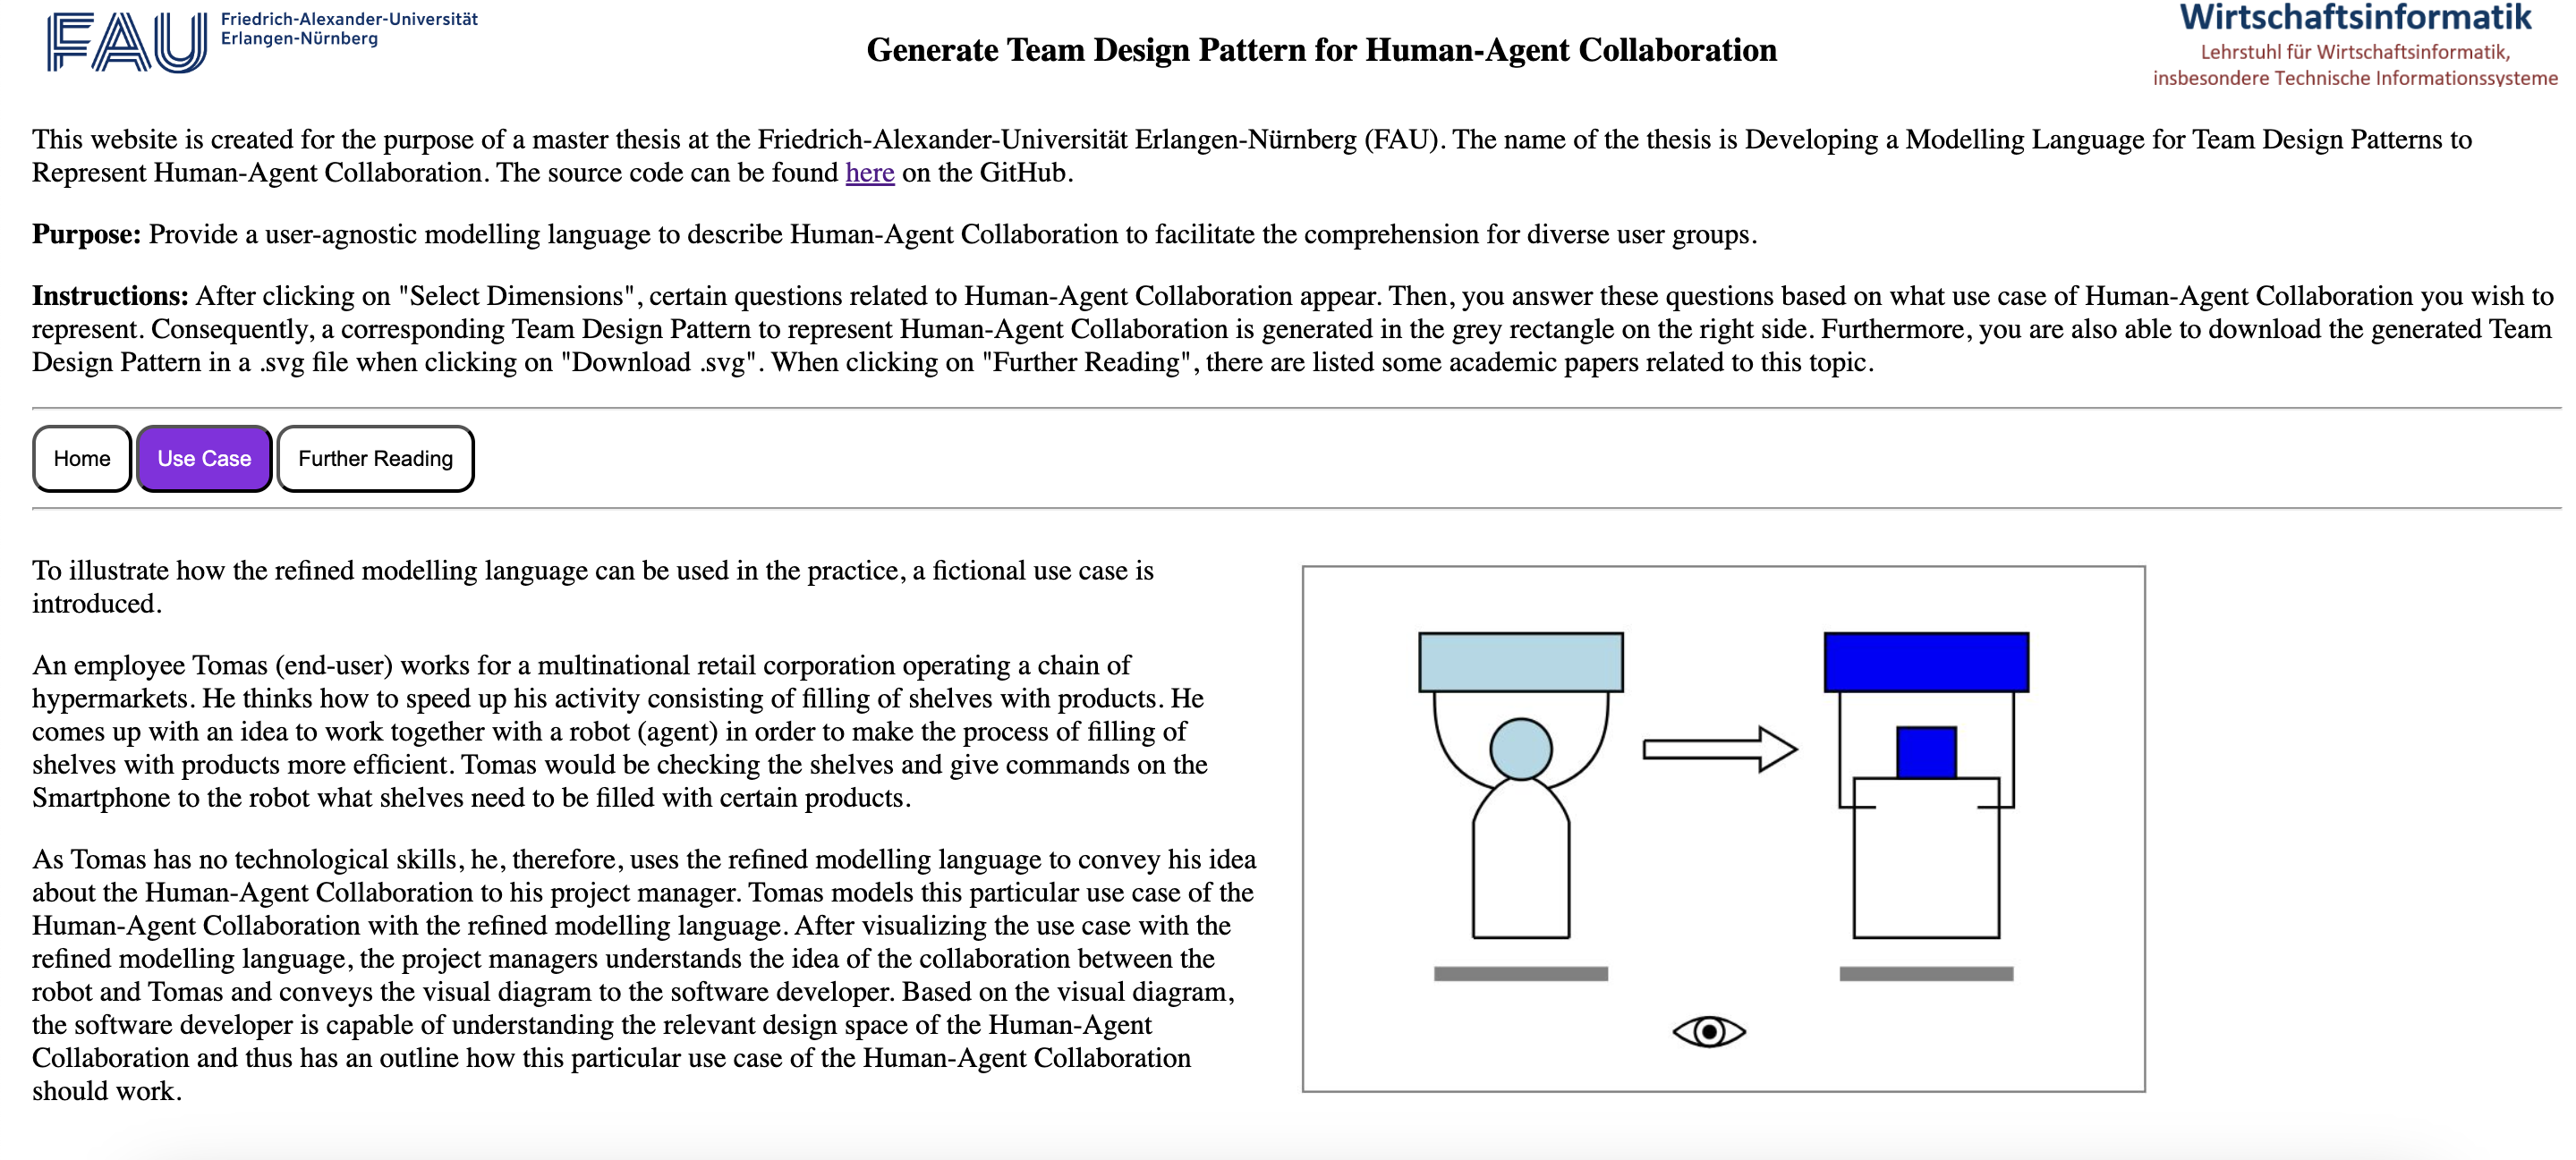 FAU Friedrich-Alexander-Universität
Erlangen-Nürnberg
Generate Team Design Pattern for Human-Agent Collaboration
Wirtschaftsinformatik
Lehrstuhl für Wirtschaftsinformatik,
insbesondere Technische Informationssysteme
This website is created for the purpose of a master thesis at the Friedrich-Alexander-Universität Erlangen-Nürnberg (FAU). The name of the thesis is Developing a Modelling Language for Team Design Patterns to
Represent Human-Agent Collaboration. The source code can be found here on the GitHub.
Purpose: Provide a user-agnostic modelling language to describe Human-Agent Collaboration to facilitate the comprehension for diverse user groups.
Instructions: After clicking on "Select Dimensions", certain questions related to Human-Agent Collaboration appear. Then, you answer these questions based on what use case of Human-Agent Collaboration you wish to
represent. Consequently, a corresponding Team Design Pattern to represent Human-Agent Collaboration is generated in the grey rectangle on the right side. Furthermore, you are also able to download the generated Team
Design Pattern in a .svg file when clicking on "Download .svg". When clicking on "Further Reading", there are listed some academic papers related to this topic.
Home Use Case Further Reading
To illustrate how the refined modelling language can be used in the practice, a fictional use case is
introduced.
An employee Tomas (end-user) works for a multinational retail corporation operating a chain of
hypermarkets. He thinks how to speed up his activity consisting of filling of shelves with products. He
comes up with an idea to work together with a robot (agent) in order to make the process of filling of
shelves with products more efficient. Tomas would be checking the shelves and give commands on the
Smartphone to the robot what shelves need to be filled with certain products.
As Tomas has no technological skills, he, therefore, uses the refined modelling language to convey his idea
about the Human-Agent Collaboration to his project manager. Tomas models this particular use case of the
Human-Agent Collaboration with the refined modelling language. After visualizing the use case with the
refined modelling language, the project managers understands the idea of the collaboration between the
robot and Tomas and conveys the visual diagram to the software developer. Based on the visual diagram,
the software developer is capable of understanding the relevant design space of the Human-Agent
Collaboration and thus has an outline how this particular use case of the Human-Agent Collaboration
should work.